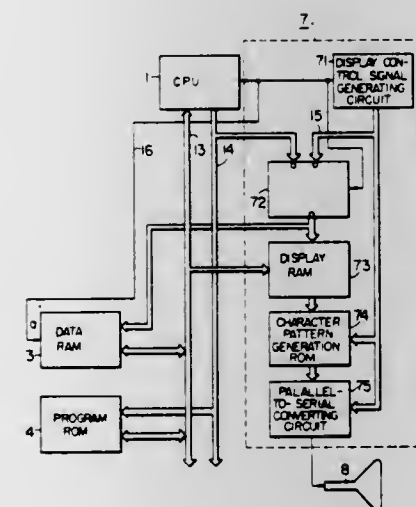 7
71
DISPLAY CON-
TROL SIGNAL
GENERATING
CIRCUIT
1
CPU
16
13
14
15
72
DISPLAY
RAM
73
a
DATA
RAM
3
CHARACTER
PATTERN
GENERATION
ROM
74
PROGRAM
ROM
4
PALALLEL-
TO-SERIAL
CONVERTING
CIRCUIT
75
8